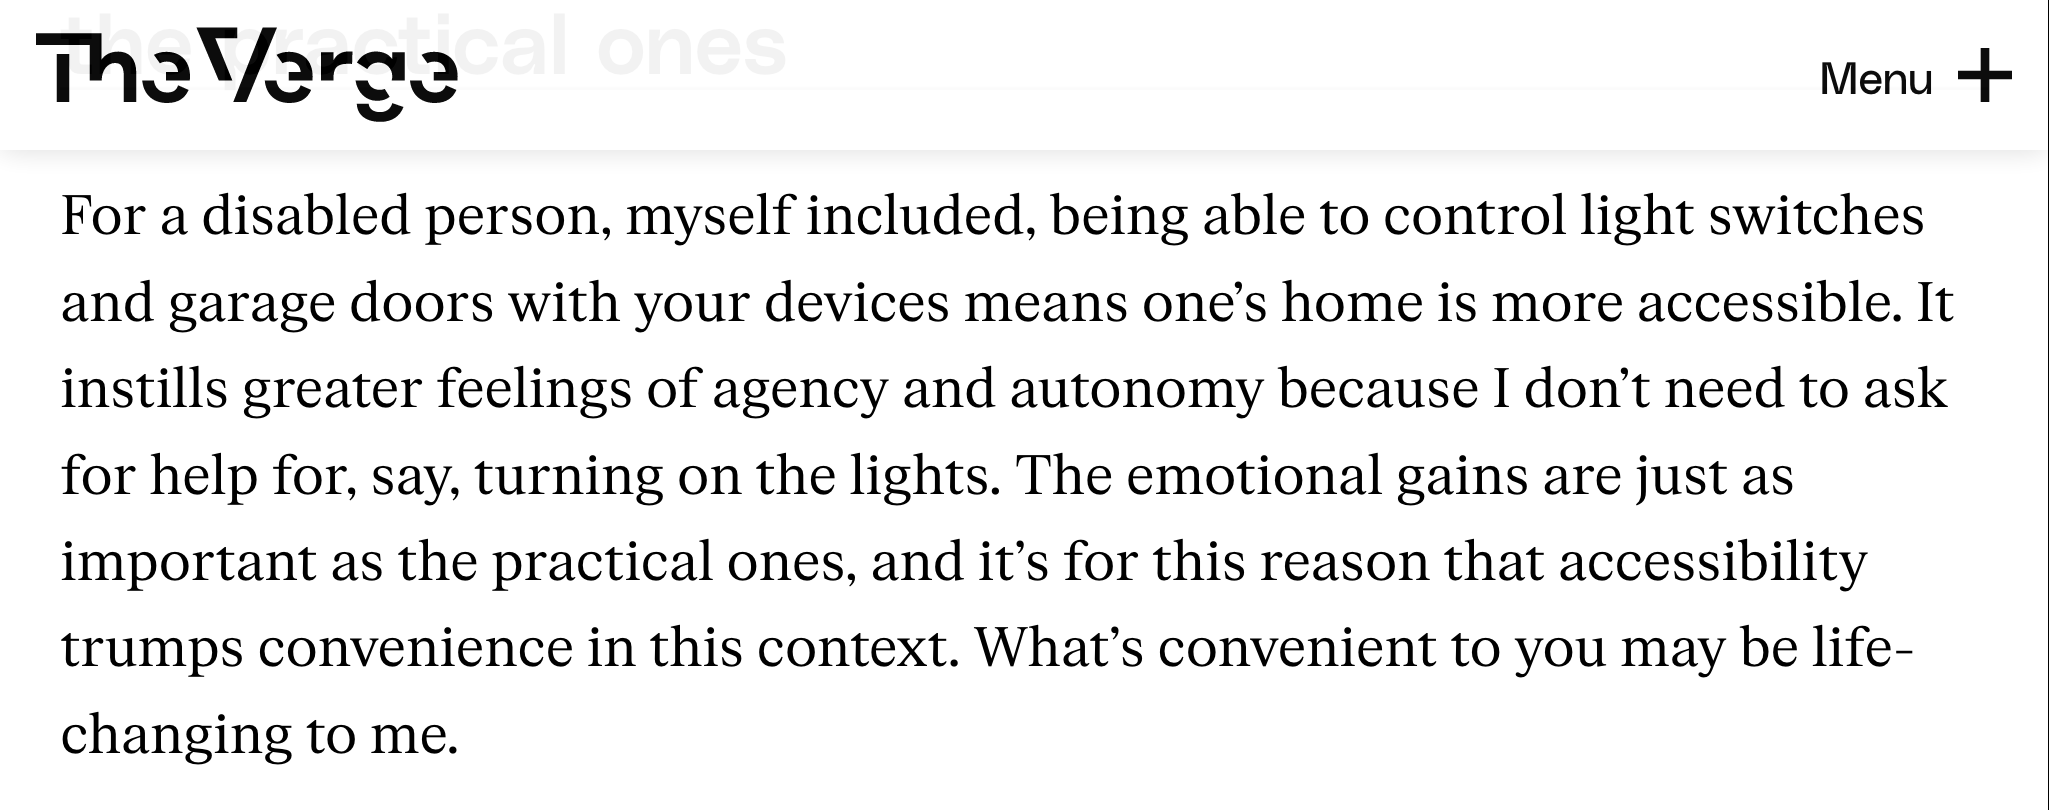 the practical ones
The Verge
Menu
For a disabled person, myself included, being able to control light switches
and garage doors with your devices means one’s home is more accessible. It
instills greater feelings of agency and autonomy because I don’t need to ask
for help for, say, turning on the lights. The emotional gains are just as
important as the practical ones, and it’s for this reason that accessibility
trumps convenience in this context. What’s convenient to you may be life-
changing to me.